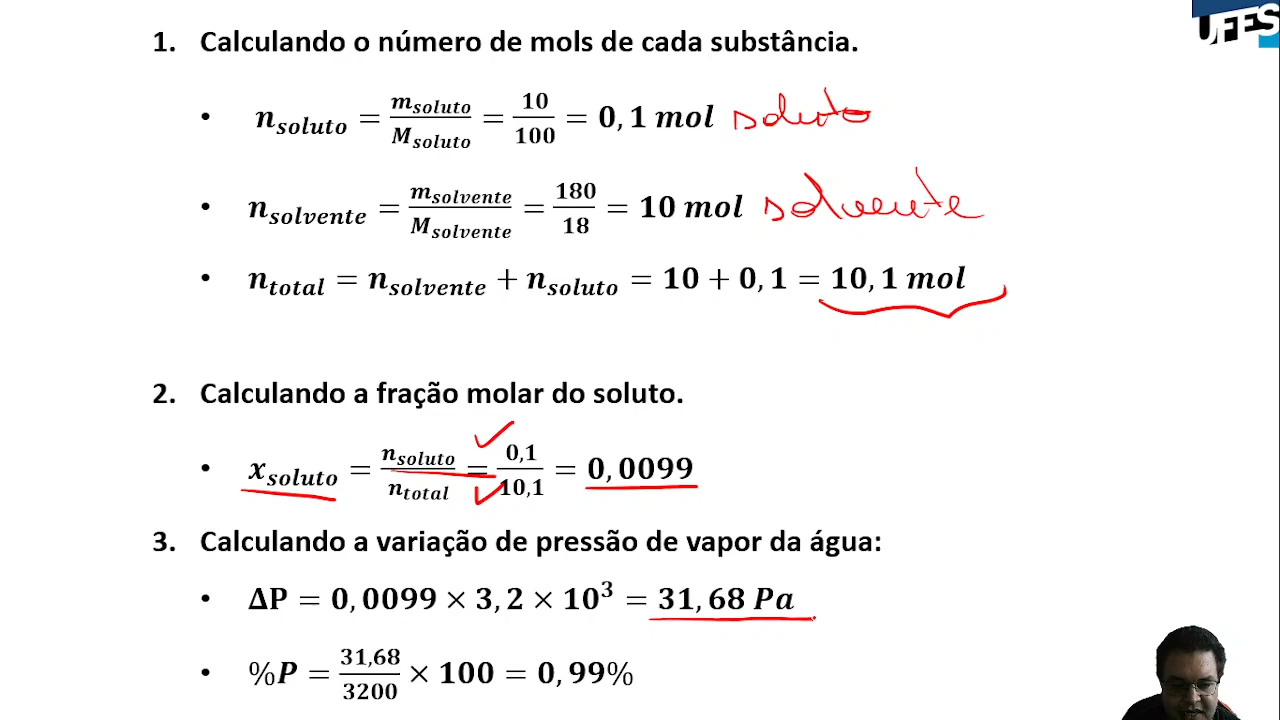 UFES
1. Calculando o número de mols de cada substância.
• n_soluto = m_soluto / M_soluto = 10 / 100 = 0,1 mol soluto
• n_solvente = m_solvente / M_solvente = 180 / 18 = 10 mol solvente
• n_total = n_solvente + n_soluto = 10 + 0,1 = 10,1 mol
2. Calculando a fração molar do soluto.
• x_soluto = n_soluto / n_total = 0,1 / 10,1 = 0,0099
3. Calculando a variação de pressão de vapor da água:
• ΔP = 0,0099 × 3,2 × 10³ = 31,68 Pa
• %P = 31,68 / 3200 × 100 = 0,99%